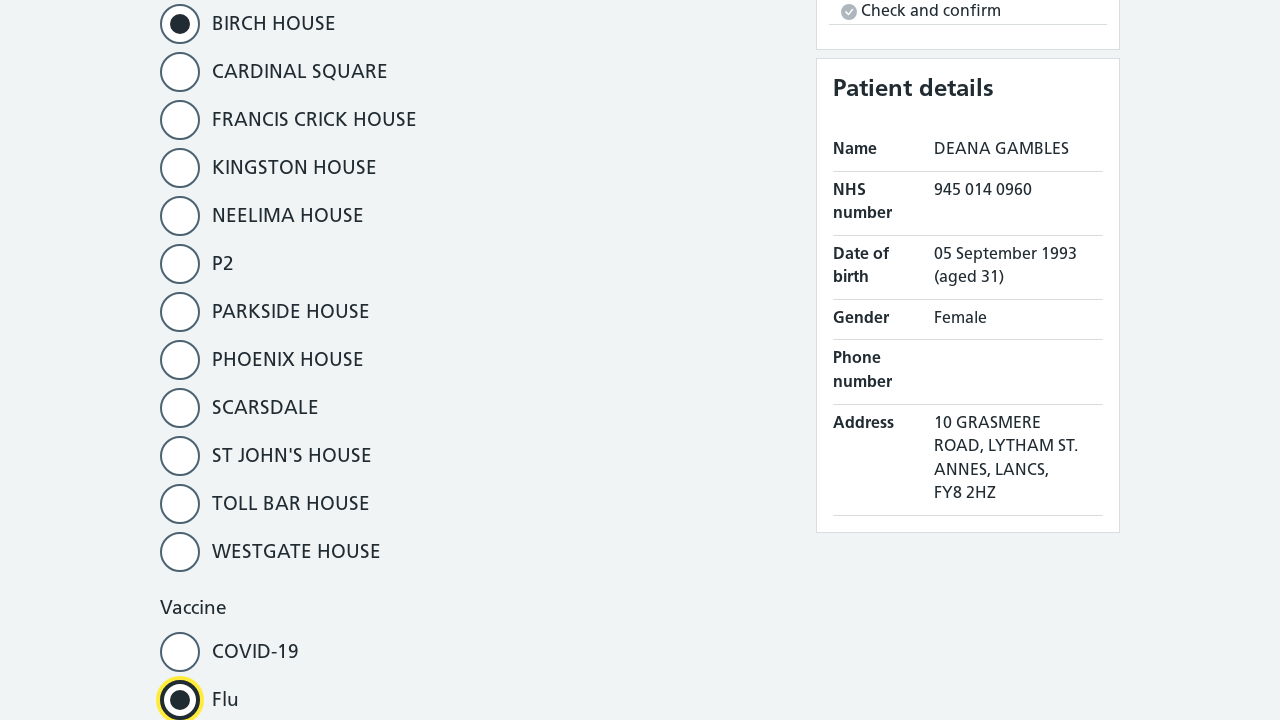 BIRCH HOUSE
CARDINAL SQUARE
FRANCIS CRICK HOUSE
KINGSTON HOUSE
NEELIMA HOUSE
P2
PARKSIDE HOUSE
PHOENIX HOUSE
SCARSDALE
ST JOHN'S HOUSE
TOLL BAR HOUSE
WESTGATE HOUSE
Vaccine
COVID-19
Flu
Check and confirm
Patient details
Name DEANA GAMBLES
NHS number 945 014 0960
Date of birth 05 September 1993
(aged 31)
Gender Female
Phone number
Address 10 GRASMERE
ROAD, LYTHAM ST.
ANNES, LANCS,
FY8 2HZ